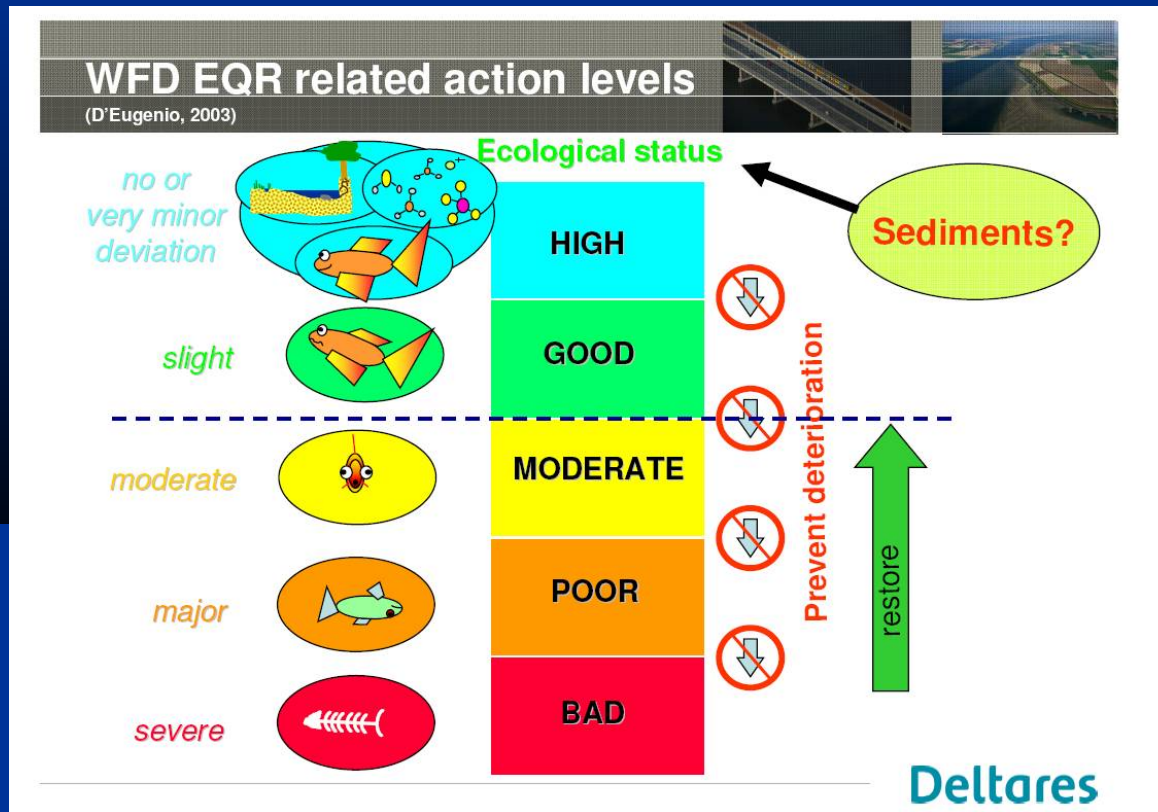 WFD EQR related action levels
(D'Eugenio, 2003)
Ecological status
no or
very minor
deviation
HIGH
Sediments?
slight
GOOD
moderate
MODERATE
major
POOR
severe
BAD
Prevent deterioration
restore
Deltares